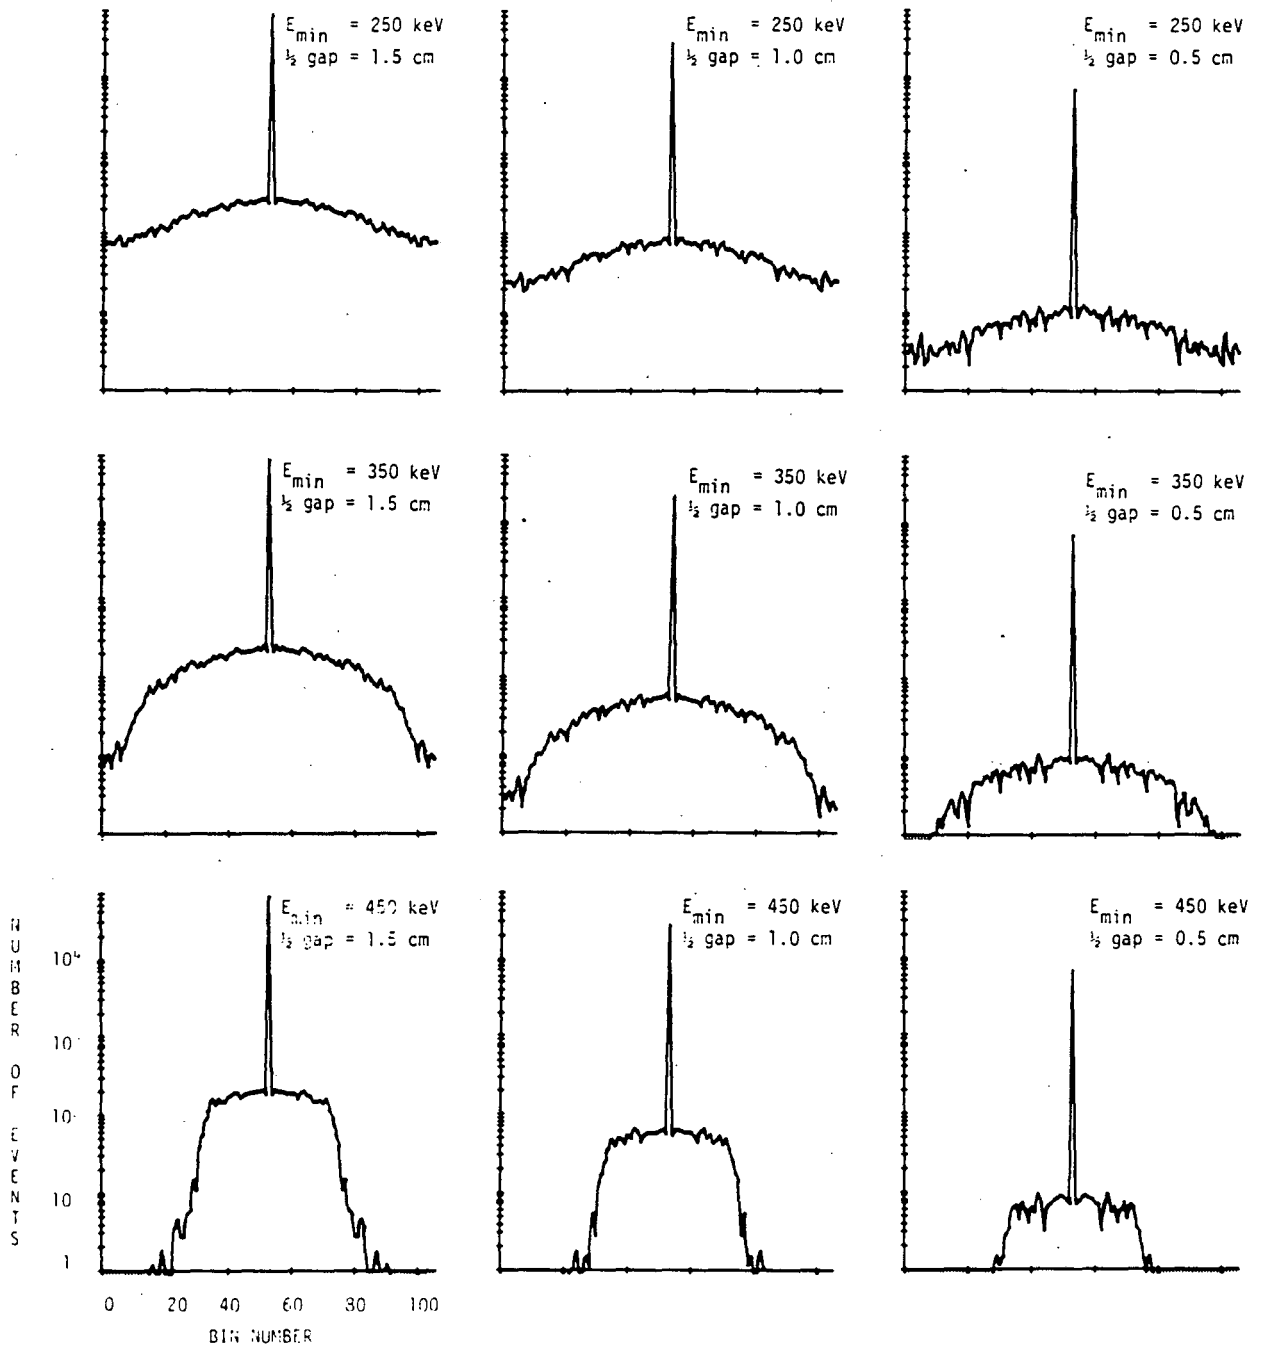 E_min = 250 keV
½ gap = 1.5 cm
E_min = 250 keV
½ gap = 1.0 cm
E_min = 250 keV
½ gap = 0.5 cm
E_min = 350 keV
½ gap = 1.5 cm
E_min = 350 keV
½ gap = 1.0 cm
E_min = 350 keV
½ gap = 0.5 cm
E_min = 450 keV
½ gap = 1.5 cm
E_min = 450 keV
½ gap = 1.0 cm
E_min = 450 keV
½ gap = 0.5 cm
NUMBER OF EVENTS
10⁴
10
10
10
1
0 20 40 60 80 100
BIN NUMBER